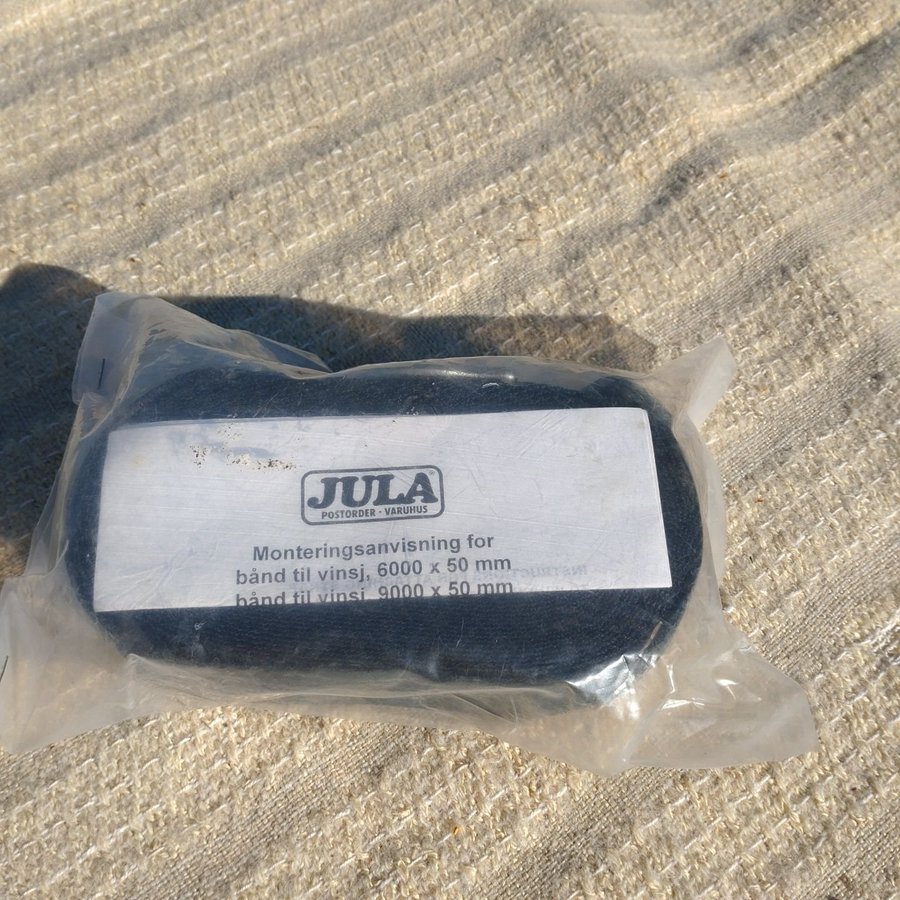 JULA
POSTORDER · VARUHUS
Monteringsanvisning for
bånd til vinsj, 6000 x 50 mm
bånd til vinsj, 9000 x 50 mm